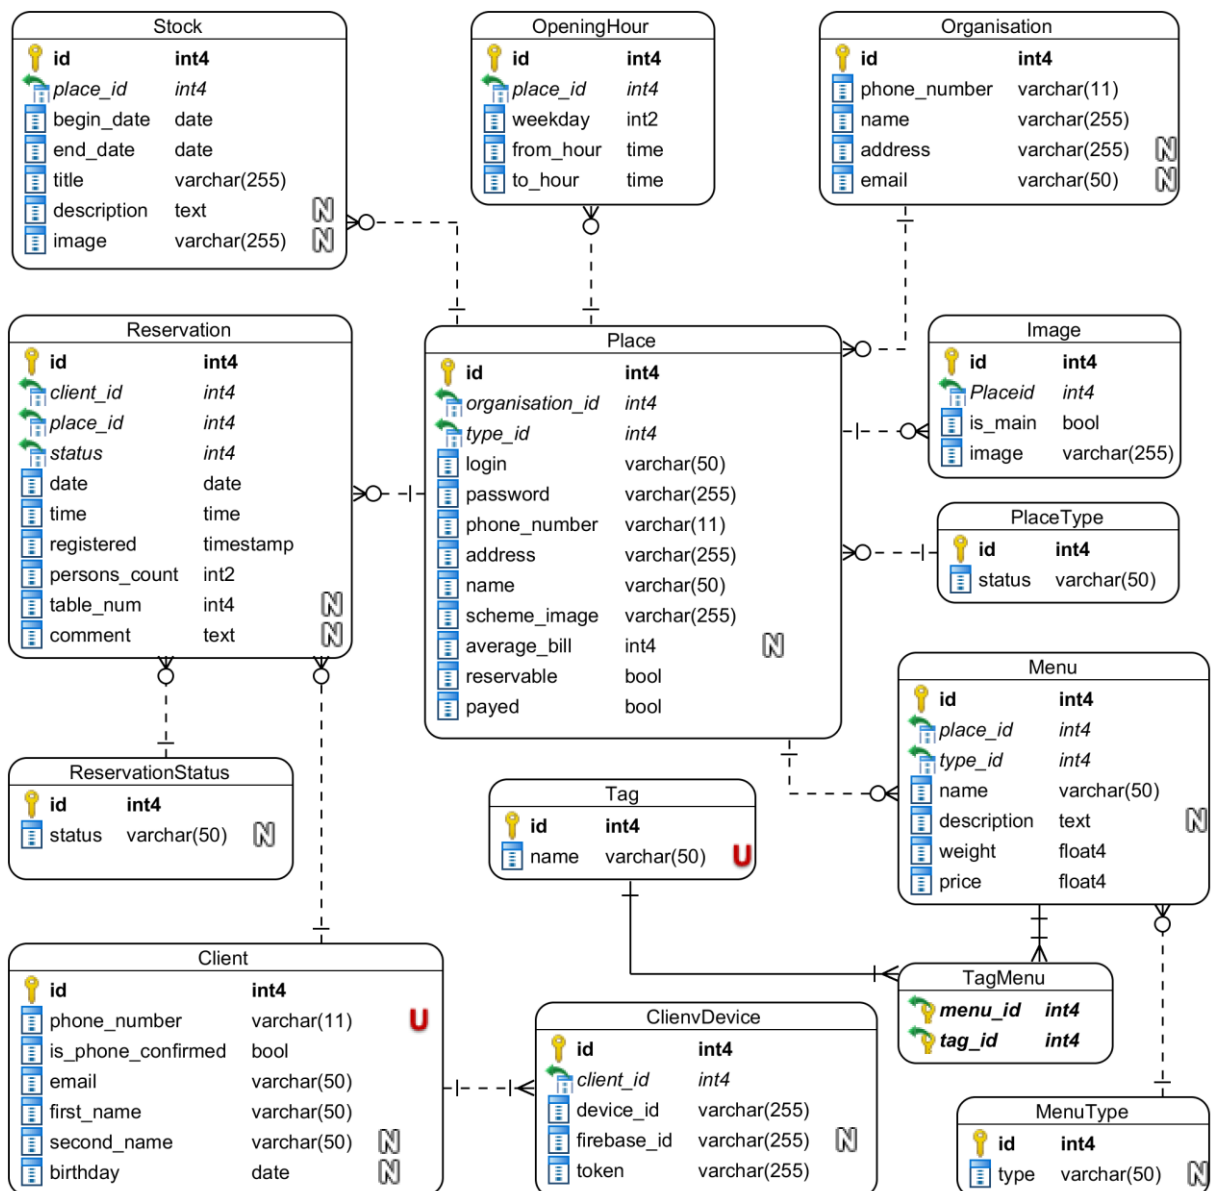 Stock
id int4
place_id int4
begin_date date
end_date date
title varchar(255)
description text N
image varchar(255) N
OpeningHour
id int4
place_id int4
weekday int2
from_hour time
to_hour time
Organisation
id int4
phone_number varchar(11)
name varchar(255)
address varchar(255) N
email varchar(50) N
Reservation
id int4
client_id int4
place_id int4
status int4
date date
time time
registered timestamp
persons_count int2
table_num int4 N
comment text N
Place
id int4
organisation_id int4
type_id int4
login varchar(50)
password varchar(255)
phone_number varchar(11)
address varchar(255)
name varchar(50)
scheme_image varchar(255)
average_bill int4 N
reservable bool
payed bool
Image
id int4
Placeid int4
is_main bool
image varchar(255)
PlaceType
id int4
status varchar(50)
Menu
id int4
place_id int4
type_id int4
name varchar(50)
description text N
weight float4
price float4
ReservationStatus
id int4
status varchar(50) N
Tag
id int4
name varchar(50) U
Client
id int4
phone_number varchar(11) U
is_phone_confirmed bool
email varchar(50)
first_name varchar(50)
second_name varchar(50) N
birthday date N
ClienvDevice
id int4
client_id int4
device_id varchar(255)
firebase_id varchar(255) N
token varchar(255)
TagMenu
menu_id int4
tag_id int4
MenuType
id int4
type varchar(50) N